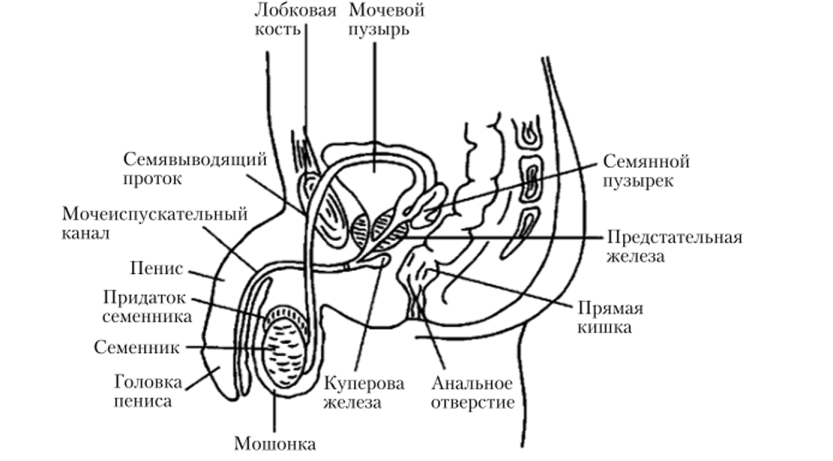 Лобковая
кость
Мочевой
пузырь
Семявыводящий
проток
Мочеиспускательный
канал
Пенис
Придаток
семенника
Семенник
Головка
пениса
Мошонка
Куперова
железа
Анальное
отверстие
Семянной
пузырек
Предстательная
железа
Прямая
кишка